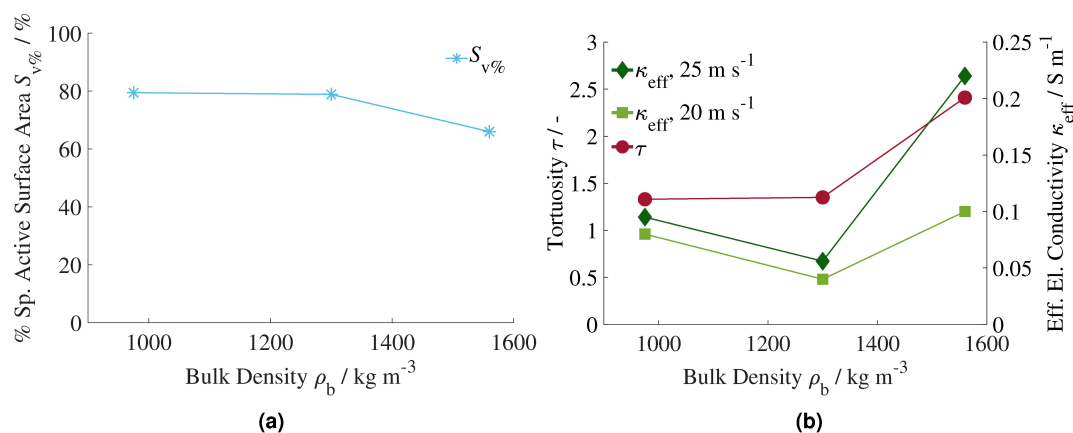 100
80
60
40
20
0
% Sp. Active Surface Area S_v% / %
S_v%
1000
1200
1400
1600
Bulk Density ρ_b / kg m^-3
(a)
3
2.5
2
1.5
1
0.5
0
Tortuosity τ / -
κ_eff, 25 m s^-1
κ_eff, 20 m s^-1
τ
0.25
0.2
0.15
0.1
0.05
0
Eff. El. Conductivity κ_eff / S m^-1
1000
1200
1400
1600
Bulk Density ρ_b / kg m^-3
(b)